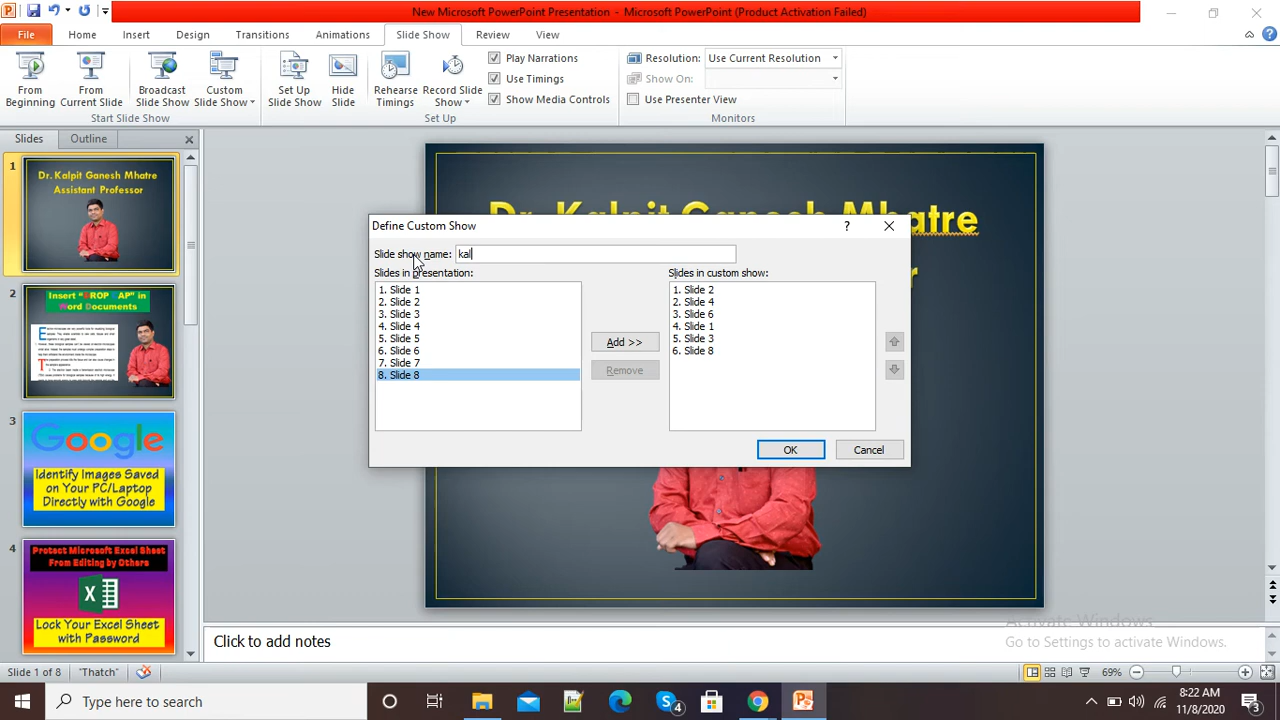 New Microsoft PowerPoint Presentation - Microsoft PowerPoint (Product Activation Failed)
File Home Insert Design Transitions Animations Slide Show Review View
From Beginning
From Current Slide
Broadcast Slide Show
Custom Slide Show
Set Up Slide Show
Hide Slide
Rehearse Timings
Record Slide Show
Play Narrations
Use Timings
Show Media Controls
Resolution: Use Current Resolution
Show On:
Use Presenter View
Start Slide Show
Set Up
Monitors
Slides Outline
1
Dr. Kalpit Ganesh Mhatre
Assistant Professor
2
Insert "DROP CAP" in
Word Documents
3
Google
Identify Images Saved
on Your PC/Laptop
Directly with Google
4
Protect Microsoft Excel Sheet
From Editing by Others
X
Lock Your Excel Sheet
with Password
Dr. Kalpit Ganesh Mhatre
Define Custom Show
?
Slide show name: kal
Slides in presentation:
1. Slide 1
2. Slide 2
3. Slide 3
4. Slide 4
5. Slide 5
6. Slide 6
7. Slide 7
8. Slide 8
Add >>
Remove
Slides in custom show:
1. Slide 2
2. Slide 4
3. Slide 6
4. Slide 1
5. Slide 3
6. Slide 8
OK
Cancel
Activate Windows
Go to Settings to activate Windows.
Click to add notes
Slide 1 of 8 "Thatch" 69%
Type here to search
4
8:22 AM
11/8/2020
3